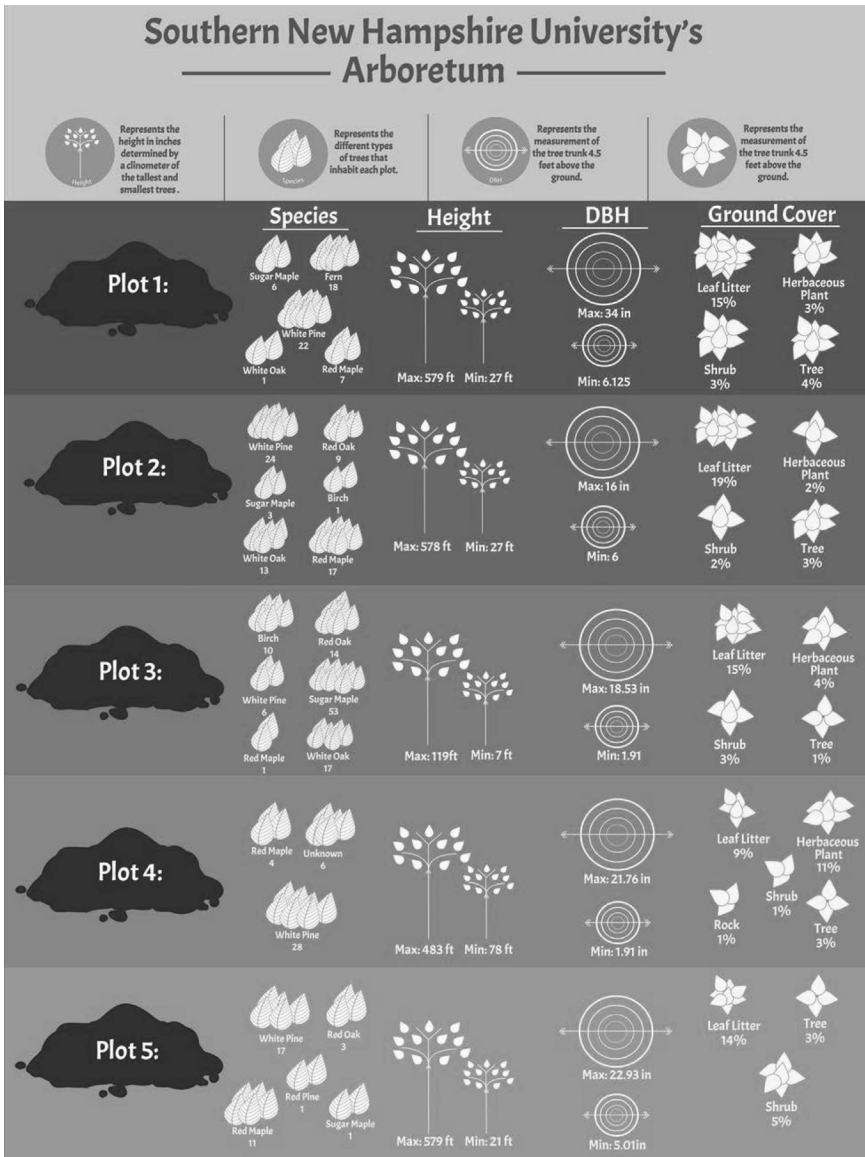 Southern New Hampshire University's
Arboretum
Represents the
height in inches
determined by
a clinometer of
the tallest and
smallest trees .
Height
Represents the
different types
of trees that
inhabit each plot.
Species
Represents the
measurement of
the tree trunk 4.5
feet above the
ground.
DBH
Represents the
measurement of
the tree trunk 4.5
feet above the
ground.
Species
Height
DBH
Ground Cover
Plot 1:
Sugar Maple
6
Fern
18
White Pine
22
White Oak
1
Red Maple
7
Max: 579 ft
Min: 27 ft
Max: 34 in
Min: 6.125
Leaf Litter
15%
Herbaceous
Plant
3%
Shrub
3%
Tree
4%
Plot 2:
White Pine
24
Red Oak
9
Sugar Maple
3
Birch
1
White Oak
13
Red Maple
17
Max: 578 ft
Min: 27 ft
Max: 16 in
Min: 6
Leaf Litter
19%
Herbaceous
Plant
2%
Shrub
2%
Tree
3%
Plot 3:
Birch
10
Red Oak
14
White Pine
6
Sugar Maple
53
Red Maple
1
White Oak
17
Max: 119ft
Min: 7 ft
Max: 18.53 in
Min: 1.91
Leaf Litter
15%
Herbaceous
Plant
4%
Shrub
3%
Tree
1%
Plot 4:
Red Maple
4
Unknown
6
White Pine
28
Max: 483 ft
Min: 78 ft
Max: 21.76 in
Min: 1.91 in
Leaf Litter
9%
Herbaceous
Plant
11%
Shrub
1%
Rock
1%
Tree
3%
Plot 5:
White Pine
17
Red Oak
3
Red Pine
1
Red Maple
11
Sugar Maple
1
Max: 579 ft
Min: 21 ft
Max: 22.93 in
Min: 5.01in
Leaf Litter
14%
Tree
3%
Shrub
5%